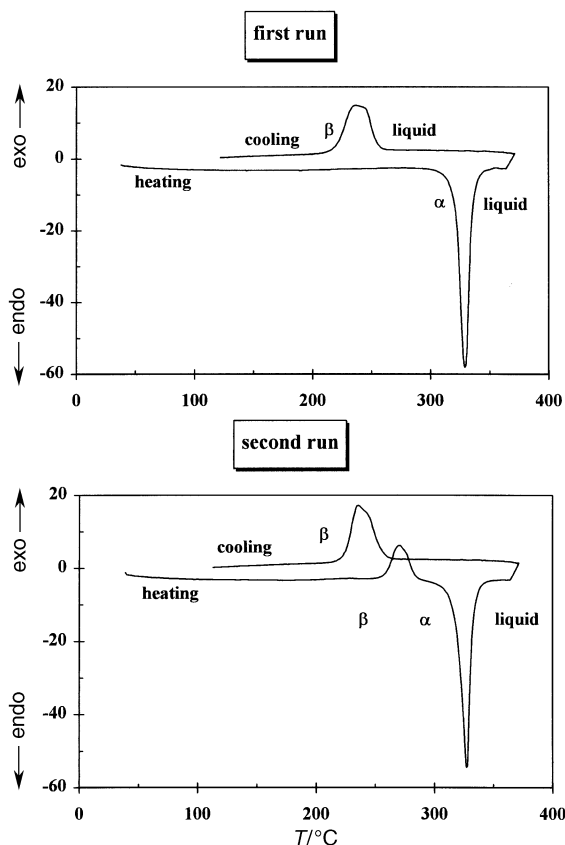 first run
20
0
-20
-40
-60
exo
endo
β
liquid
cooling
heating
α
liquid
0
100
200
300
400
second run
20
0
-20
-40
-60
exo
endo
β
cooling
heating
β
α
liquid
0
100
200
300
400
T/°C